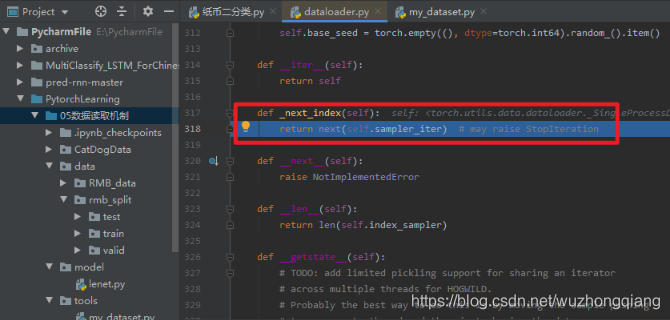 Project
纸币二分类.py
dataloader.py
my_dataset.py
PycharmFile E:\PycharmFile
archive
MultiClassify_LSTM_ForChines
pred-rnn-master
PytorchLearning
05数据读取机制
.ipynb_checkpoints
CatDogData
data
RMB_data
rmb_split
test
train
valid
model
lenet.py
tools
my_dataset.py
312 self.base_seed = torch.empty((), dtype=torch.int64).random_().item()
313
314 def __iter__(self):
315 return self
316
317 def _next_index(self): self: <torch.utils.data.dataloader._SingleProcessD
318 return next(self.sampler_iter) # may raise StopIteration
319
320 def __next__(self):
321 raise NotImplementedError
322
323 def __len__(self):
324 return len(self.index_sampler)
325
326 def __getstate__(self):
327 # TODO: add limited pickling support for sharing an iterator
328 # across multiple threads for HOGWILD.
329 # Probably the best way to
https://blog.csdn.net/wuzhongqiang